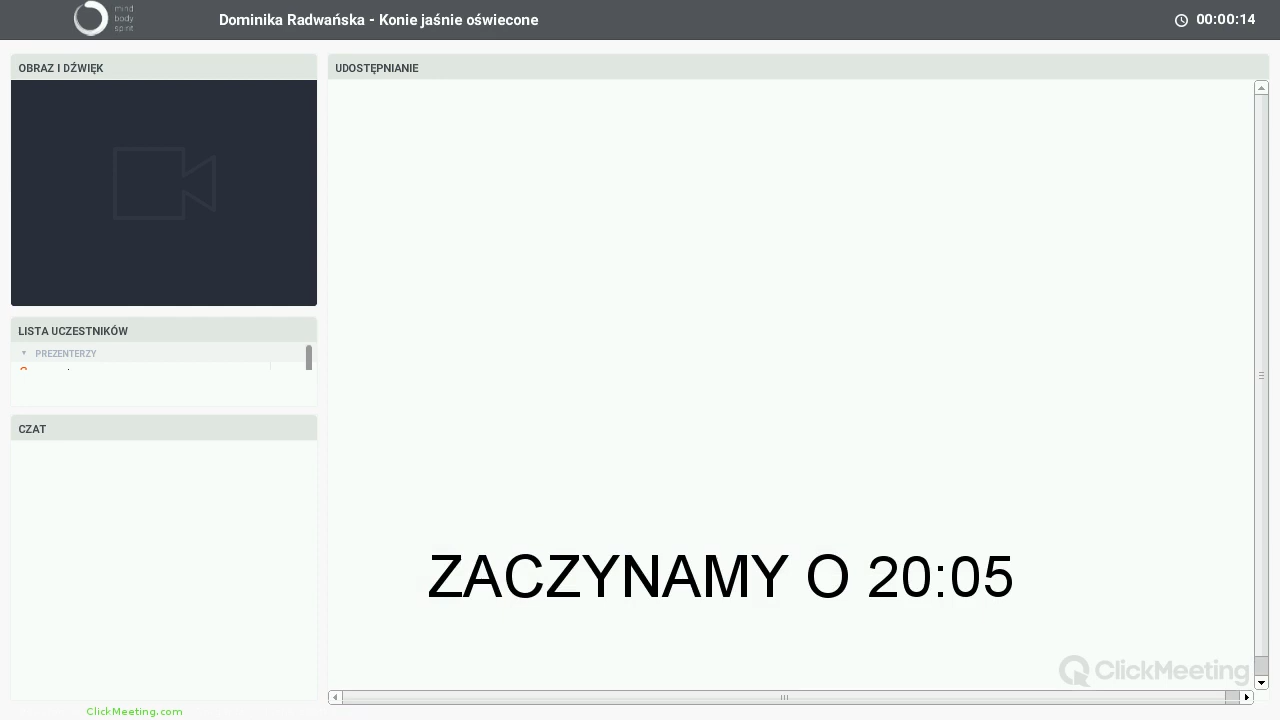 mind
body
spirit
Dominika Radwańska - Konie jaśnie oświecone
00:00:14
OBRAZ I DŹWIĘK
UDOSTĘPNIANIE
LISTA UCZESTNIKÓW
PREZENTERZY
CZAT
ZACZYNAMY O 20:05
ClickMeeting
ClickMeeting.com